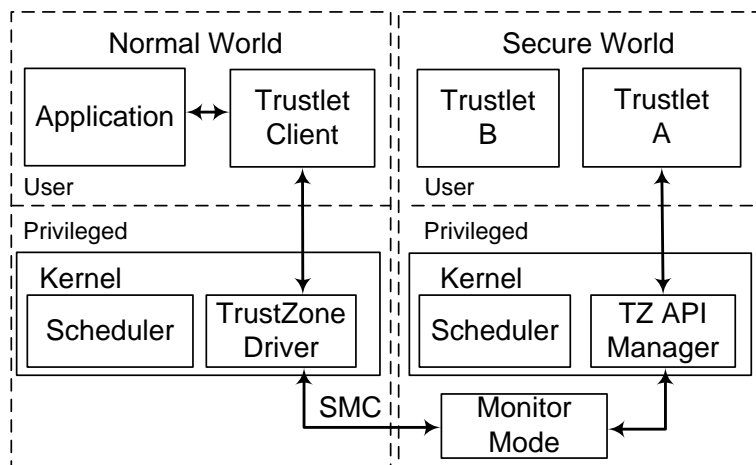 Normal World
Secure World
Application
Trustlet
Client
Trustlet
B
Trustlet
A
User
User
Privileged
Privileged
Kernel
Scheduler
TrustZone
Driver
Kernel
Scheduler
TZ API
Manager
SMC
Monitor
Mode